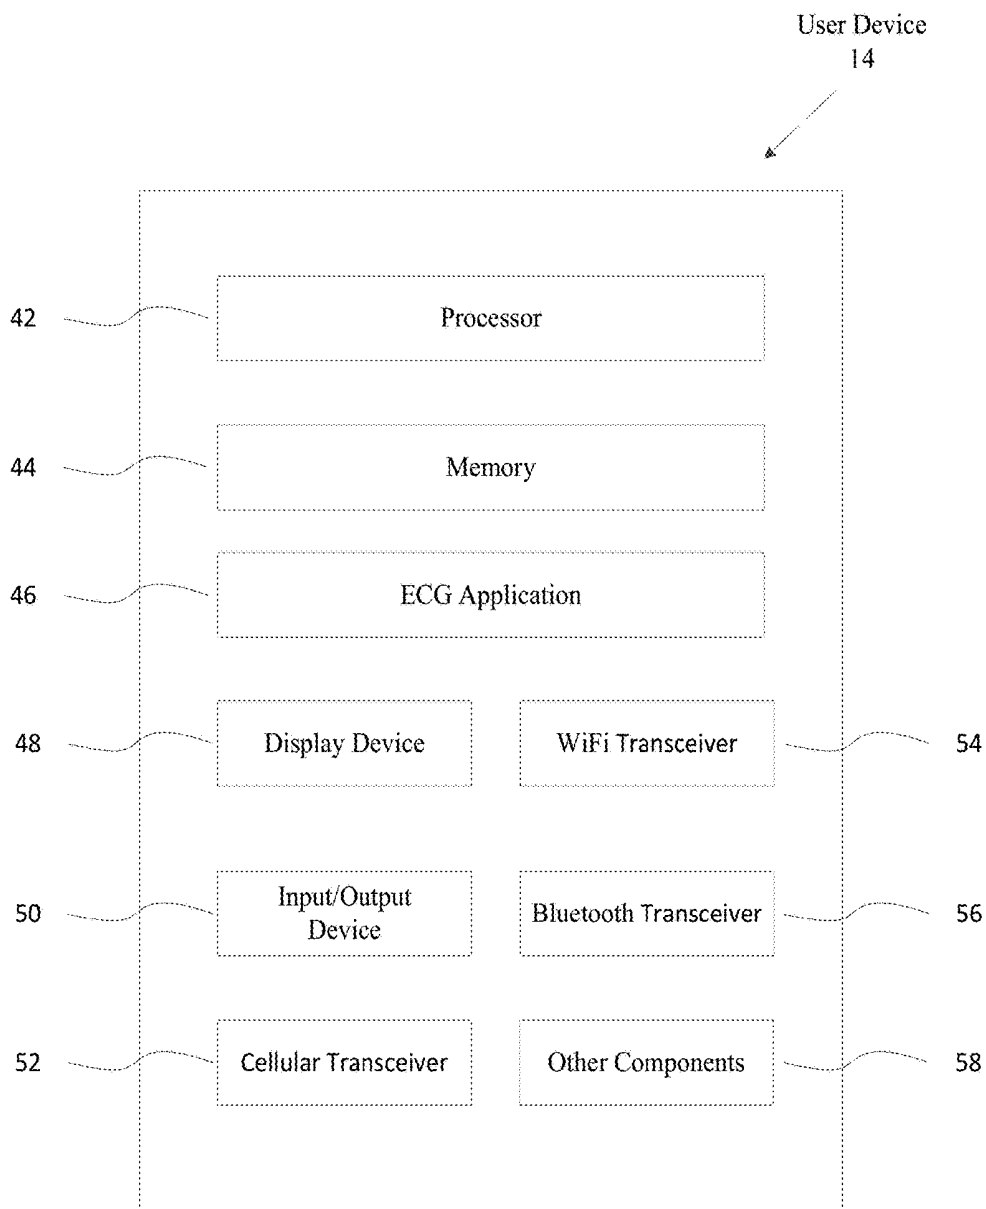 User Device
14
42
Processor
44
Memory
46
ECG Application
48
Display Device
WiFi Transceiver
54
50
Input/Output
Device
Bluetooth Transceiver
56
52
Cellular Transceiver
Other Components
58